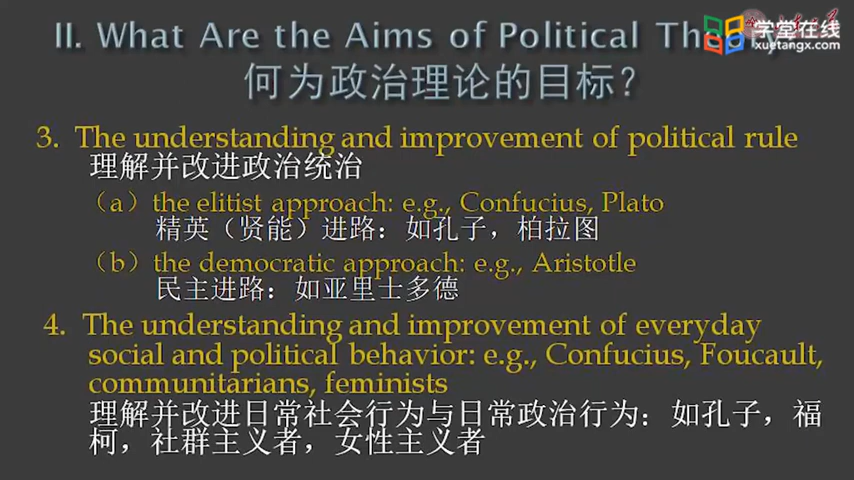 II. What Are the Aims of Political The y
学堂在线
xuetangx.com
何为政治理论的目标？
3. The understanding and improvement of political rule
理解并改进政治统治
（a）the elitist approach: e.g., Confucius, Plato
精英（贤能）进路：如孔子，柏拉图
（b）the democratic approach: e.g., Aristotle
民主进路：如亚里士多德
4. The understanding and improvement of everyday
social and political behavior: e.g., Confucius, Foucault,
communitarians, feminists
理解并改进日常社会行为与日常政治行为：如孔子，福
柯，社群主义者，女性主义者